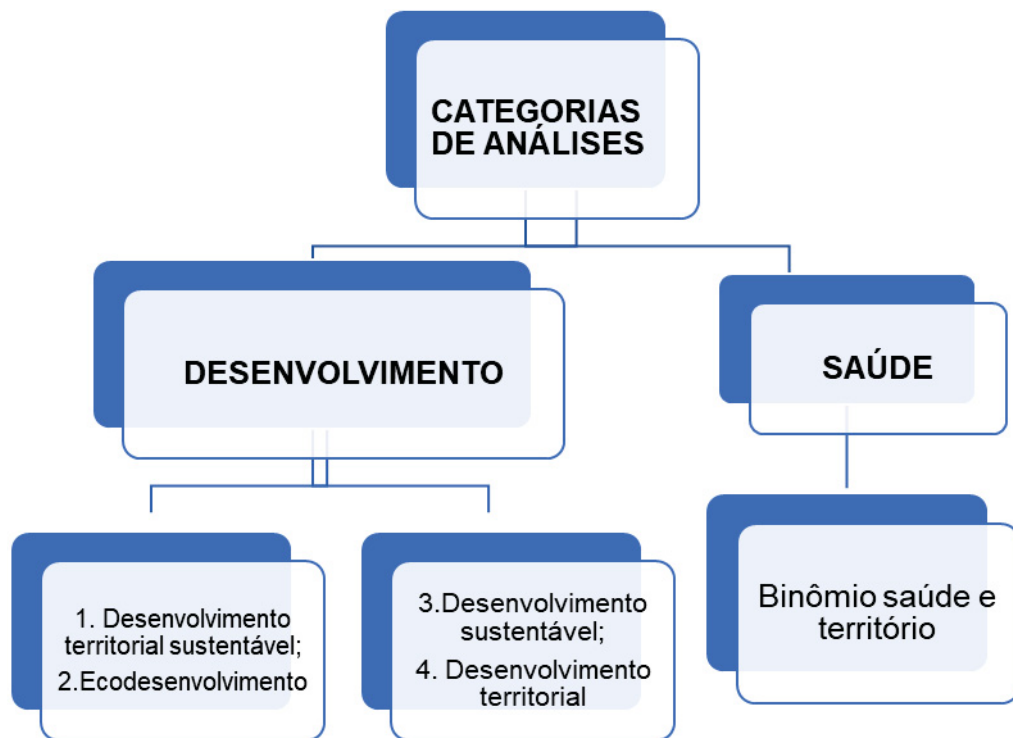 CATEGORIAS
DE ANÁLISES
DESENVOLVIMENTO
SAÚDE
1. Desenvolvimento
territorial sustentável;
2.Ecodesenvolvimento
3.Desenvolvimento
sustentável;
4. Desenvolvimento
territorial
Binômio saúde e
território